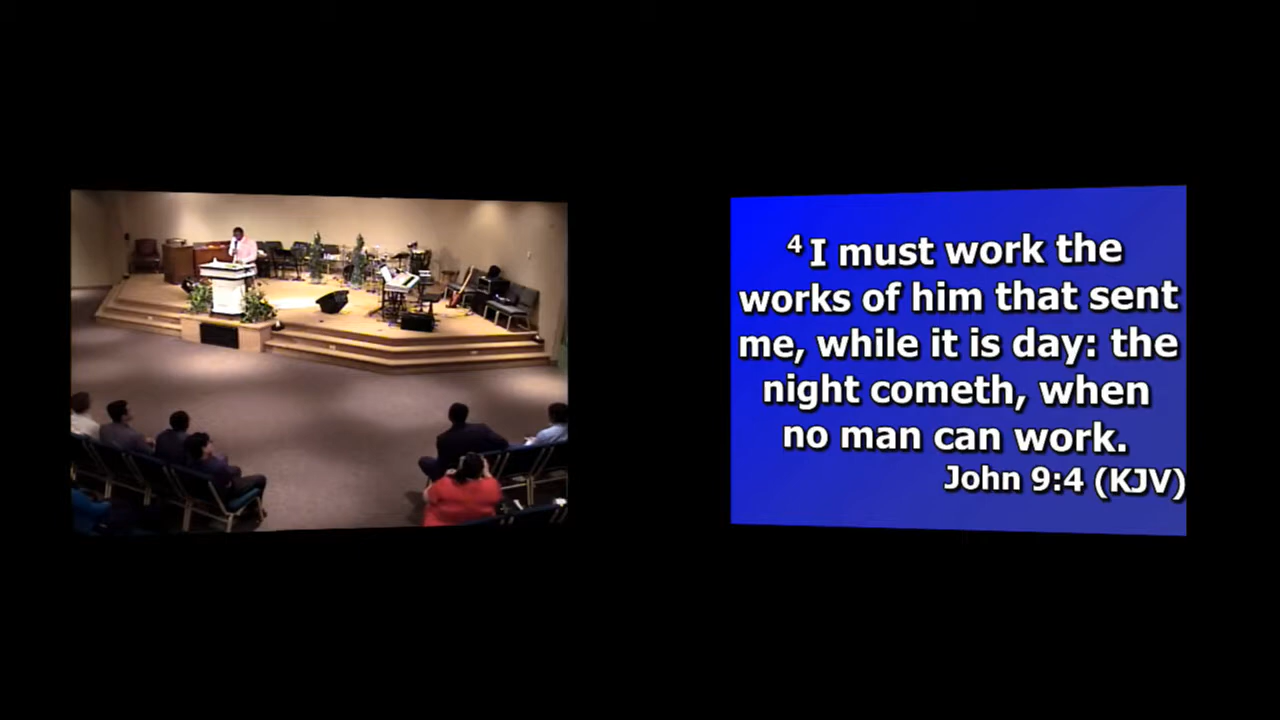 4 I must work the
works of him that sent
me, while it is day: the
night cometh, when
no man can work.
John 9:4 (KJV)